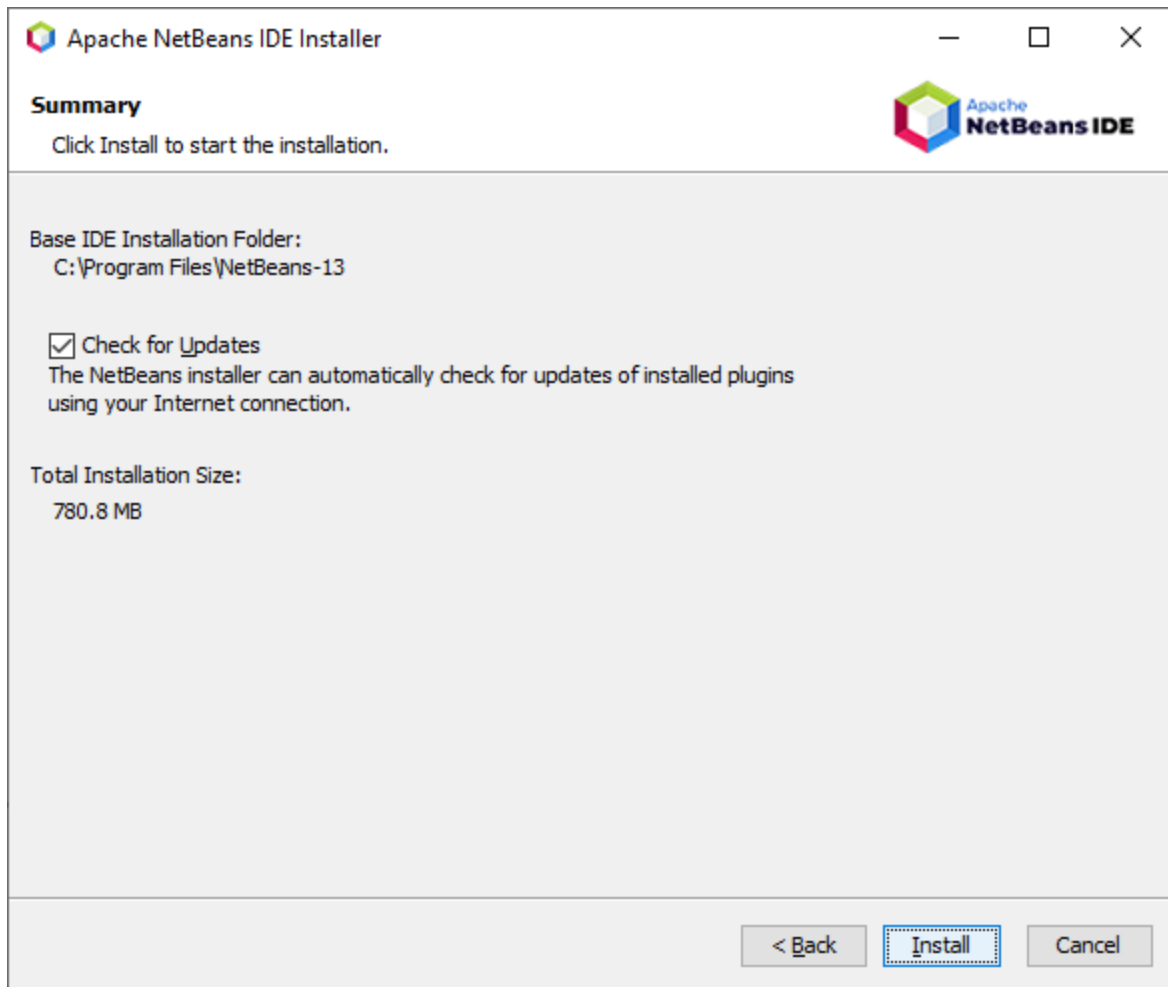 Apache NetBeans IDE Installer
Summary
Click Install to start the installation.
Apache
NetBeans IDE
Base IDE Installation Folder:
C:\Program Files\NetBeans-13
Check for Updates
The NetBeans installer can automatically check for updates of installed plugins
using your Internet connection.
Total Installation Size:
780.8 MB
< Back Install Cancel